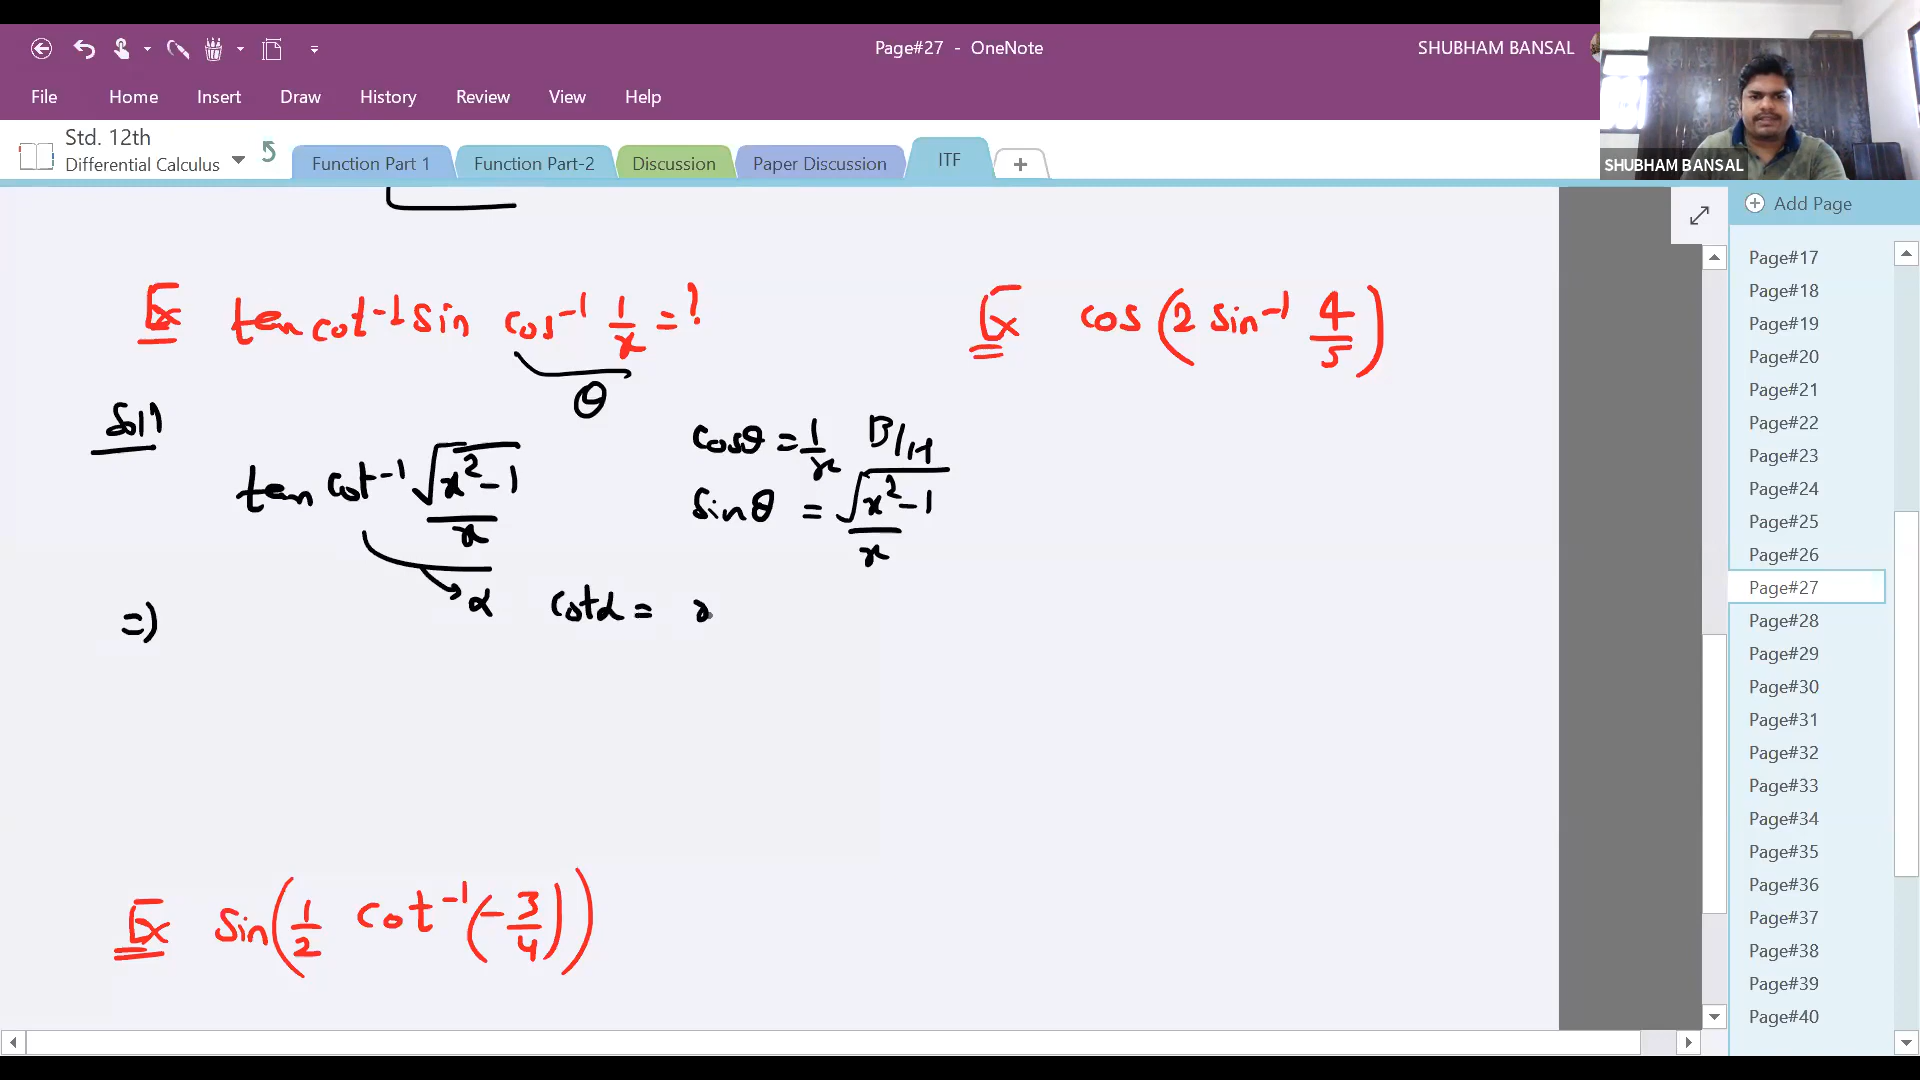 Page#27 - OneNote
SHUBHAM BANSAL
File Home Insert Draw History Review View Help
SHUBHAM BANSAL
Std. 12th
Differential Calculus
Function Part 1
Function Part-2
Discussion
Paper Discussion
ITF
Add Page
Page#17
Page#18
Page#19
Page#20
Page#21
Page#22
Page#23
Page#24
Page#25
Page#26
Page#27
Page#28
Page#29
Page#30
Page#31
Page#32
Page#33
Page#34
Page#35
Page#36
Page#37
Page#38
Page#39
Page#40
Ex tan cot⁻¹ sin cos⁻¹ 1/x = ?
θ
Ex cos(2 sin⁻¹ 4/5)
Solⁿ
tan cot⁻¹ √(x²-1)/x
cosθ = 1/x B/H
sinθ = √(x²-1)/x
=) α cotα =
Ex sin(1/2 cot⁻¹(-3/4))